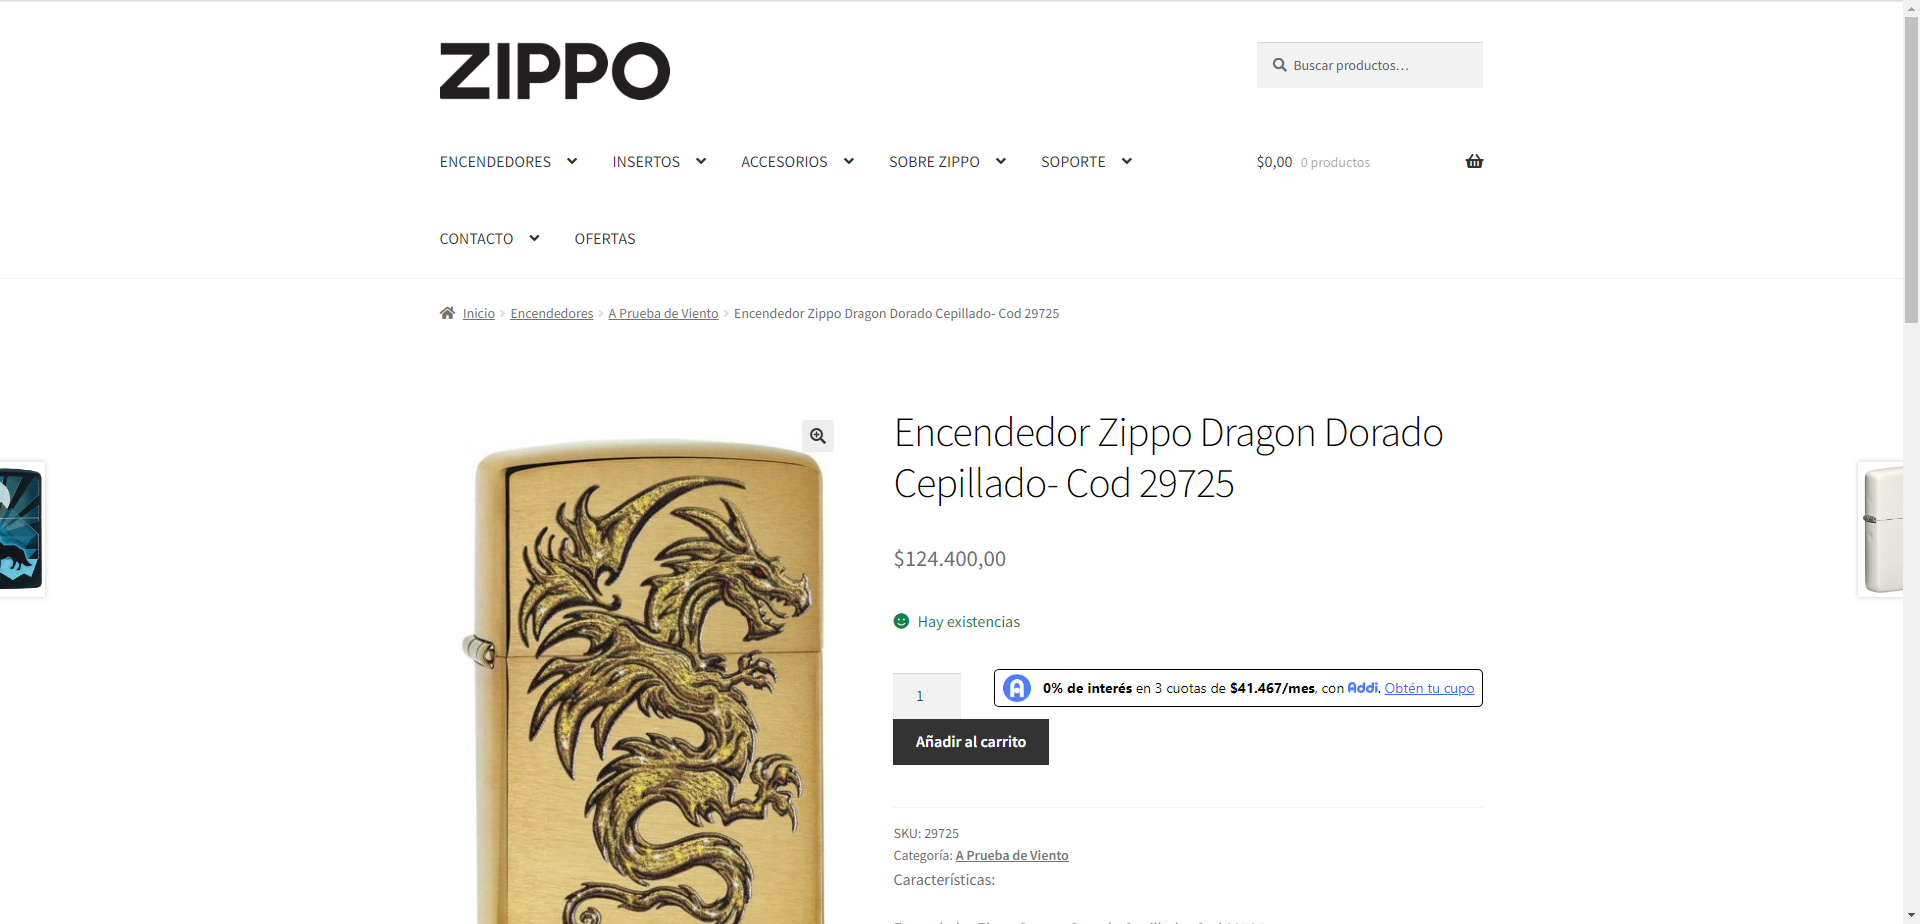 ZIPPO
Buscar productos…
ENCENDEDORES
INSERTOS
ACCESORIOS
SOBRE ZIPPO
SOPORTE
$0,00 0 productos
CONTACTO
OFERTAS
Inicio
Encendedores
A Prueba de Viento
Encendedor Zippo Dragon Dorado Cepillado- Cod 29725
Encendedor Zippo Dragon Dorado
Cepillado- Cod 29725
$124.400,00
Hay existencias
1
0% de interés en 3 cuotas de $41.467/mes, con Addi. Obtén tu cupo
Añadir al carrito
SKU: 29725
Categoría: A Prueba de Viento
Características: